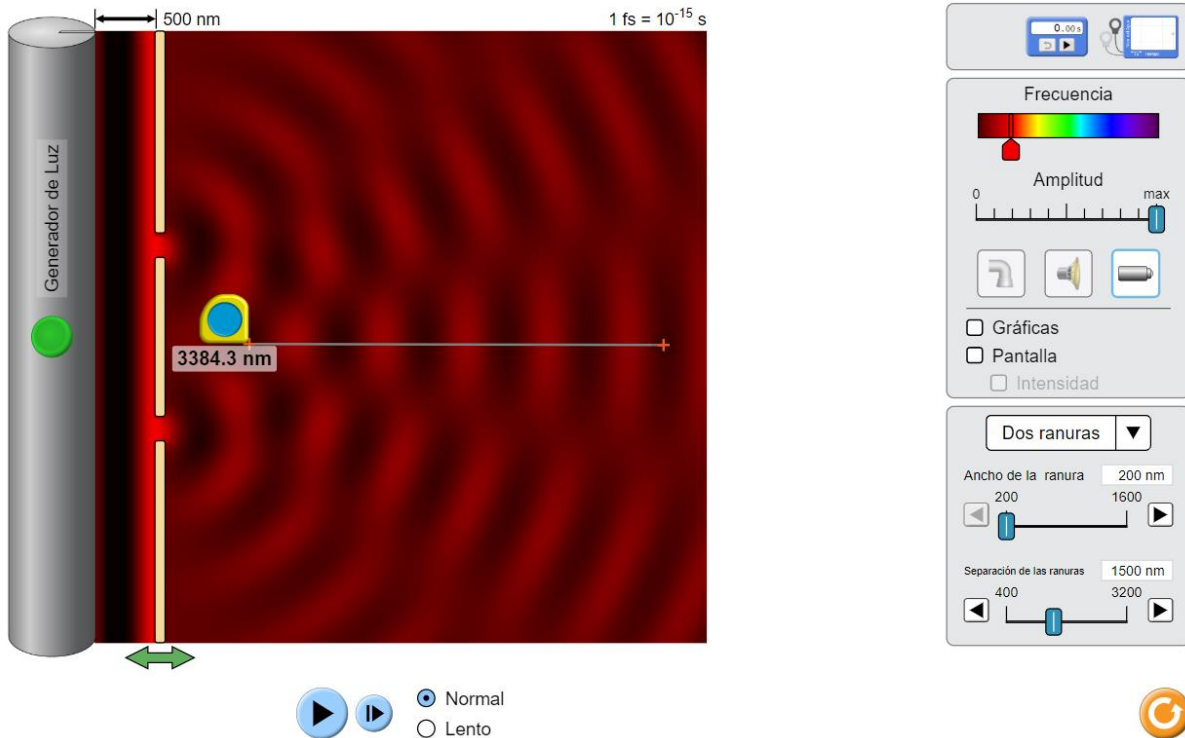 500 nm
1 fs = 10⁻¹⁵ s
Generador de Luz
3384.3 nm
Normal
Lento
0.00 s
Frecuencia
Amplitud
0 max
Gráficas
Pantalla
Intensidad
Dos ranuras
Ancho de la ranura 200 nm
200 1600
Separación de las ranuras 1500 nm
400 3200